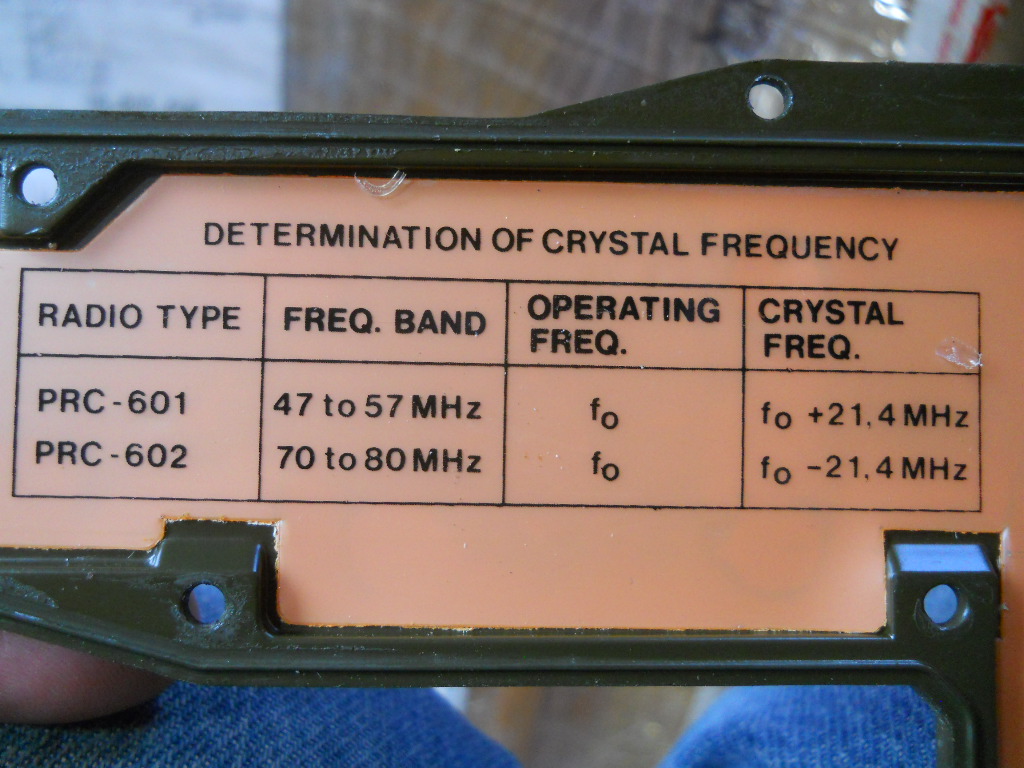 DETERMINATION OF CRYSTAL FREQUENCY
RADIO TYPE FREQ. BAND OPERATING FREQ. CRYSTAL FREQ.
PRC-601 47 to 57 MHz fo fo +21,4 MHz
PRC-602 70 to 80 MHz fo fo -21,4 MHz